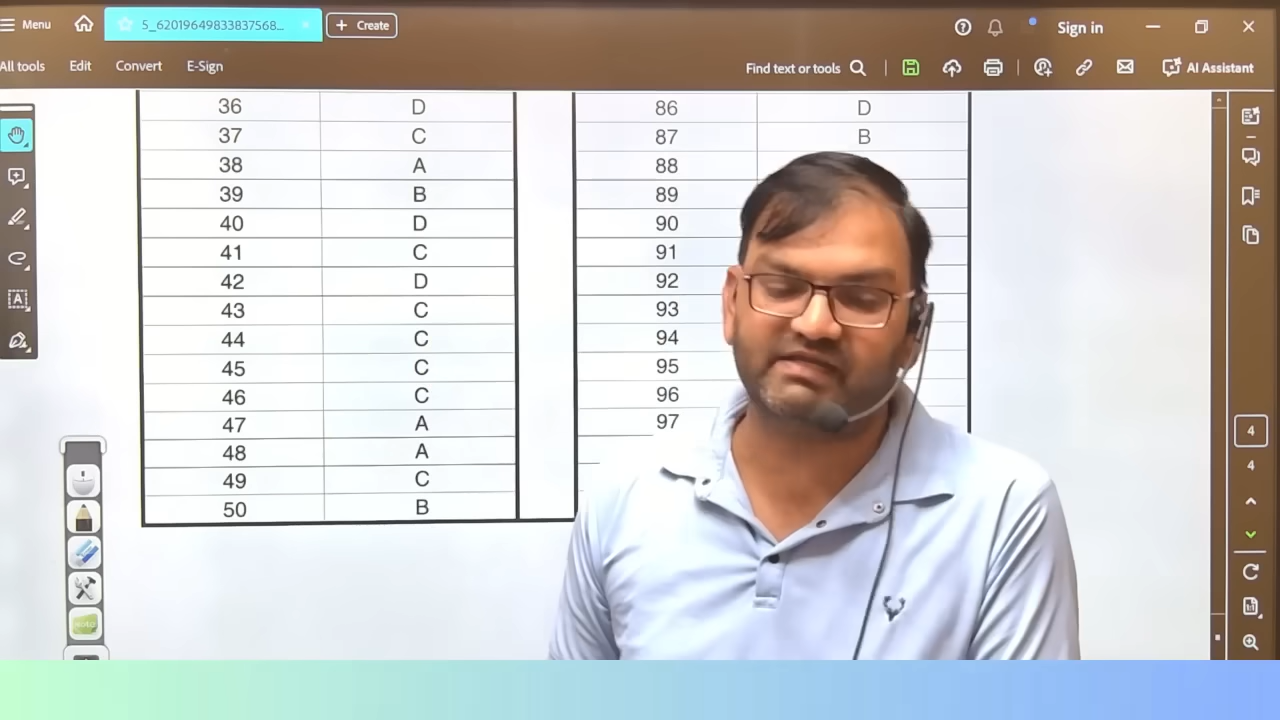 Menu
5_62019649833837568...
+ Create
Sign in
All tools
Edit
Convert
E-Sign
Find text or tools
AI Assistant
36 D
37 C
38 A
39 B
40 D
41 C
42 D
43 C
44 C
45 C
46 C
47 A
48 A
49 C
50 B
86 D
87 B
88
89
90
91
92
93
94
95
96
97
4
4